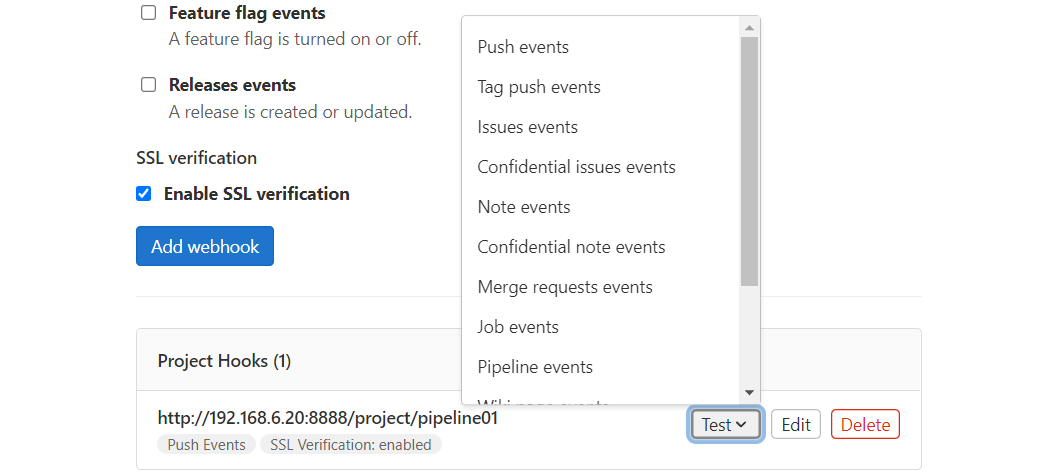 Feature flag events
A feature flag is turned on or off.
Releases events
A release is created or updated.
SSL verification
Enable SSL verification
Add webhook
Push events
Tag push events
Issues events
Confidential issues events
Note events
Confidential note events
Merge requests events
Job events
Pipeline events
Wiki page events
Project Hooks (1)
http://192.168.6.20:8888/project/pipeline01
Push Events SSL Verification: enabled
Test Edit Delete